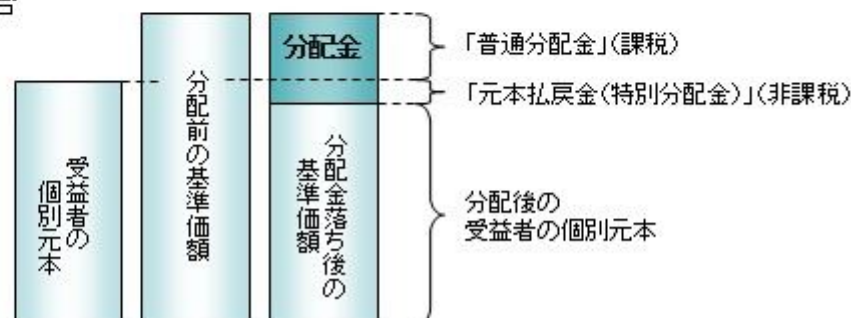 受益者の
個別元本
分配前の基準価額
分配金
分配金落ち後の
基準価額
「普通分配金」(課税)
「元本払戻金(特別分配金)」(非課税)
分配後の
受益者の個別元本